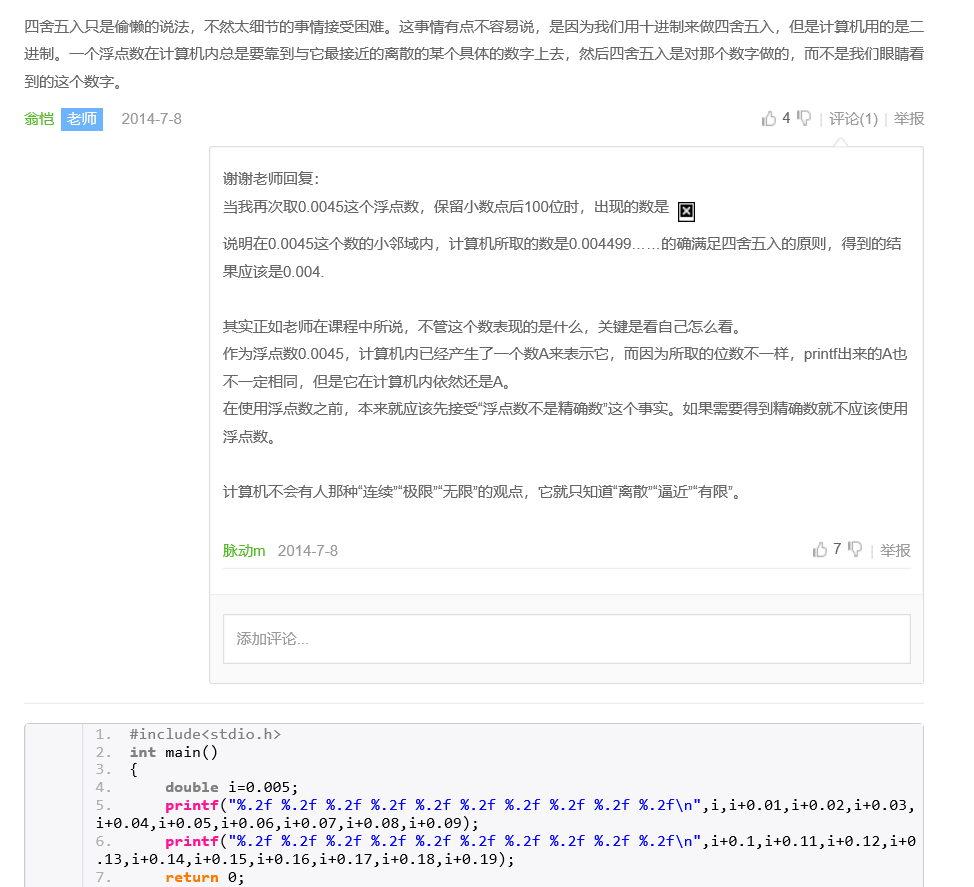 四舍五入只是偷懒的说法，不然太细节的事情接受困难。这事情有点不容易说，是因为我们用十进制来做四舍五入，但是计算机用的是二
进制。一个浮点数在计算机内总是要靠到与它最接近的离散的某个具体的数字上去，然后四舍五入是对那个数字做的，而不是我们眼睛看
到的这个数字。
翁恺 老师 2014-7-8 4 | 评论(1) | 举报
谢谢老师回复：
当我再次取0.0045这个浮点数，保留小数点后100位时，出现的数是
说明在0.0045这个数的小邻域内，计算机所取的数是0.004499……的确满足四舍五入的原则，得到的结
果应该是0.004.
其实正如老师在课程中所说，不管这个数表现的是什么，关键是看自己怎么看。
作为浮点数0.0045，计算机内已经产生了一个数A来表示它，而因为所取的位数不一样，printf出来的A也
不一定相同，但是它在计算机内依然还是A。
在使用浮点数之前，本来就应该先接受“浮点数不是精确数”这个事实。如果需要得到精确数就不应该使用
浮点数。
计算机不会有人那种“连续”“极限”“无限”的观点，它就只知道“离散”“逼近”“有限”。
脉动m 2014-7-8 7 | 举报
添加评论...
1. #include<stdio.h>
2. int main()
3. {
4. double i=0.005;
5. printf("%.2f %.2f %.2f %.2f %.2f %.2f %.2f %.2f %.2f %.2f\n",i,i+0.01,i+0.02,i+0.03,
i+0.04,i+0.05,i+0.06,i+0.07,i+0.08,i+0.09);
6. printf("%.2f %.2f %.2f %.2f %.2f %.2f %.2f %.2f %.2f %.2f\n",i+0.1,i+0.11,i+0.12,i+0
.13,i+0.14,i+0.15,i+0.16,i+0.17,i+0.18,i+0.19);
7. return 0;